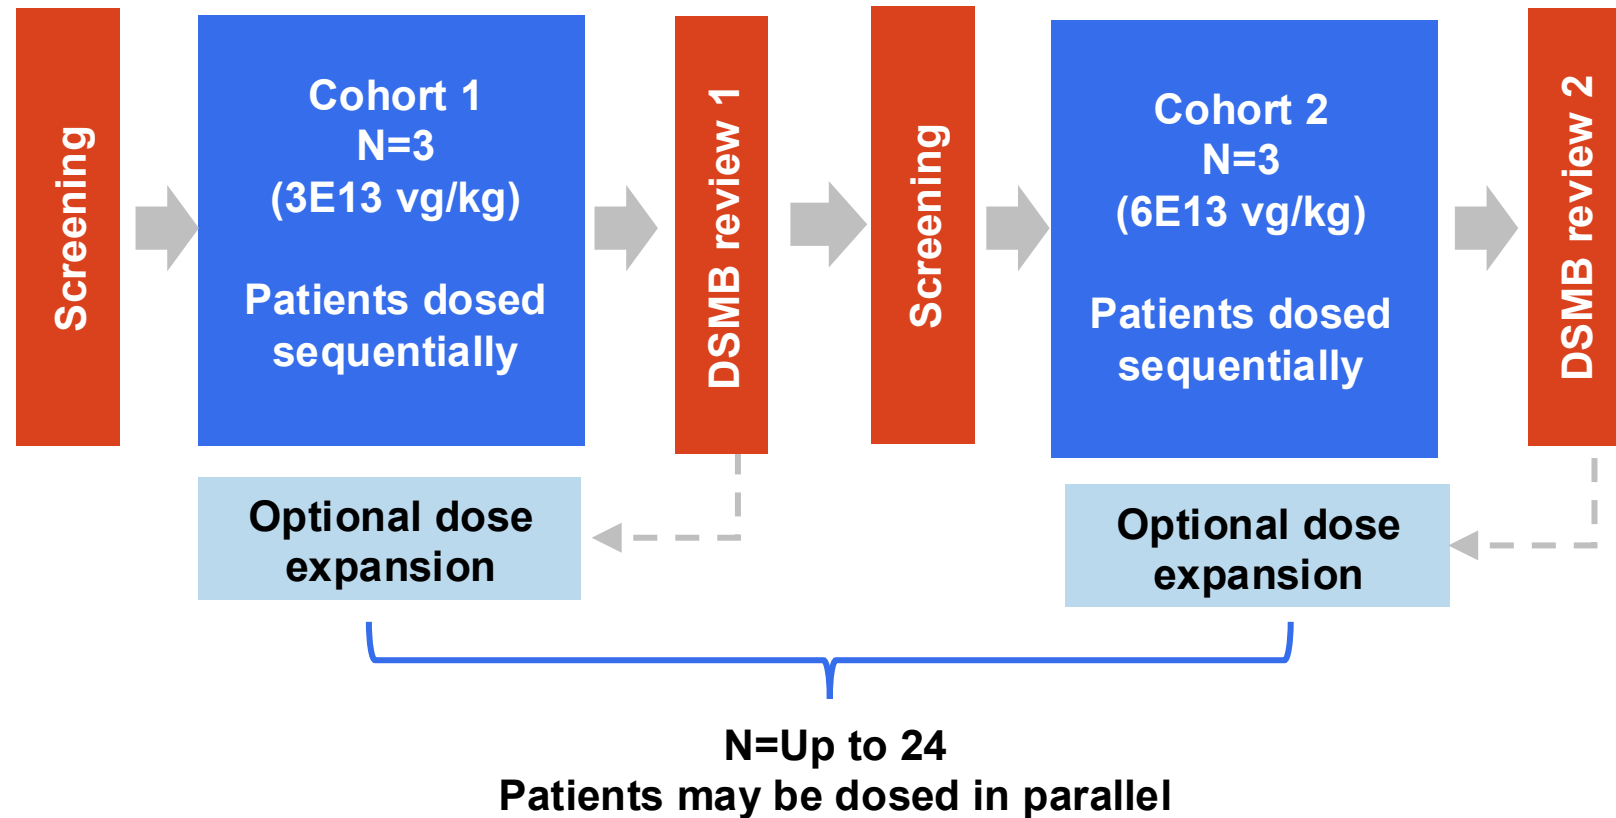 Screening
Cohort 1
N=3
(3E13 vg/kg)
Patients dosed
sequentially
DSMB review 1
Screening
Cohort 2
N=3
(6E13 vg/kg)
Patients dosed
sequentially
DSMB review 2
Optional dose
expansion
Optional dose
expansion
N=Up to 24
Patients may be dosed in parallel